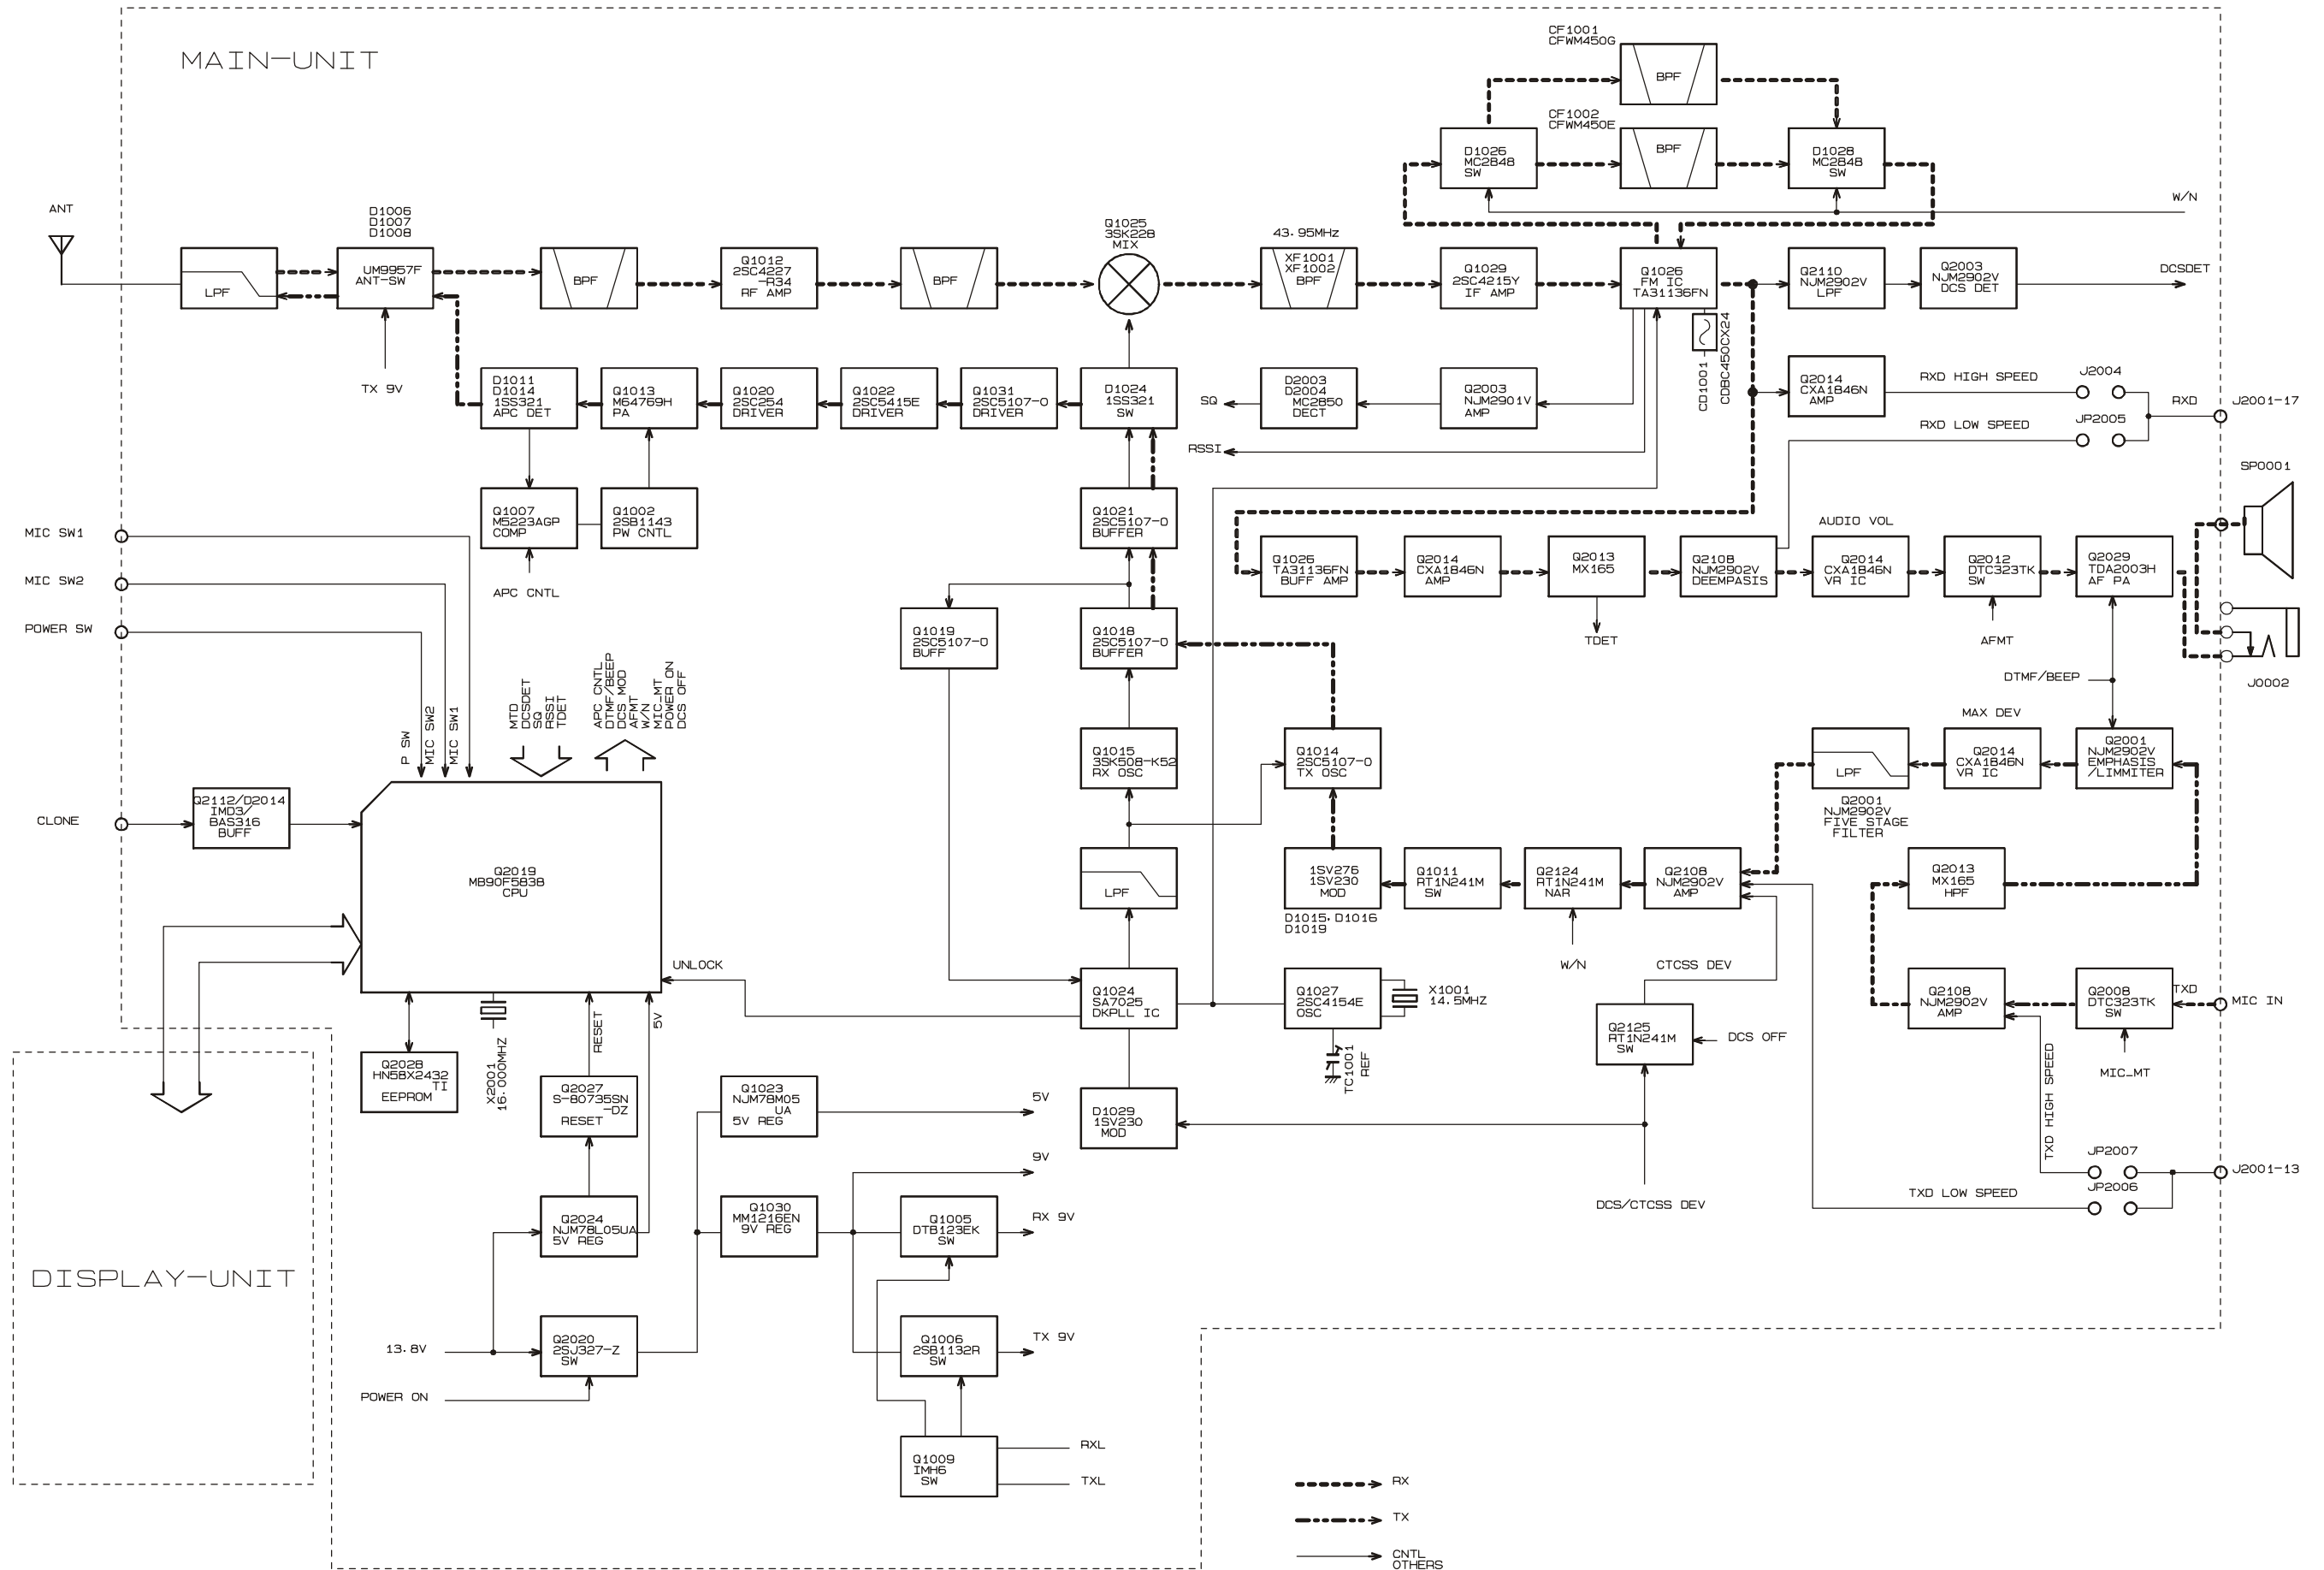 MAIN-UNIT
CF1001
CFWM450G
BPF
CF1002
CFWM450E
BPF
D1026
MC2848
SW
D1028
MC2848
SW
W/N
ANT
D1006
D1007
D1008
LPF
UM9957F
ANT-SW
TX 9V
BPF
Q1012
2SC4227
-R34
RF AMP
BPF
Q1025
3SK228
MIX
43.95MHz
XF1001
XF1002
BPF
Q1029
2SC4215Y
IF AMP
Q1026
FM IC
TA31136FN
Q2110
NJM2902V
LPF
Q2003
NJM2902V
DCS DET
DCSDET
CD1001
CDBC450CX24
D1011
D1014
1SS321
APC DET
Q1013
M64769H
PA
Q1020
2SC254
DRIVER
Q1022
2SC5415E
DRIVER
Q1031
2SC5107-O
DRIVER
D1024
1SS321
SW
SQ
D2003
D2004
MC2850
DECT
Q2003
NJM2901V
AMP
RSSI
Q2014
CXA1846N
AMP
RXD HIGH SPEED
J2004
RXD
J2001-17
RXD LOW SPEED
JP2005
SP0001
MIC SW1
MIC SW2
POWER SW
Q1007
M5223AGP
COMP
APC CNTL
Q1002
2SB1143
PW CNTL
Q1021
2SC5107-O
BUFFER
Q1026
TA31136FN
BUFF AMP
Q2014
CXA1846N
AMP
Q2013
MX165
TDET
Q2108
NJM2902V
DEEMPASIS
AUDIO VOL
Q2014
CXA1846N
VR IC
Q2012
DTC323TK
SW
AFMT
Q2029
TDA2003H
AF PA
J0002
DTMF/BEEP
Q1019
2SC5107-O
BUFF
Q1018
2SC5107-O
BUFFER
P SW
MIC SW2
MIC SW1
MTD
DCSDET
SQ
RSSI
TDET
APC CNTL
DTMF/BEEP
DCS MOD
AFMT
W/N
MIC_MT
POWER ON
DCS OFF
Q1015
3SK508-K52
RX OSC
Q1014
2SC5107-O
TX OSC
MAX DEV
LPF
Q2001
NJM2902V
FIVE STAGE
FILTER
Q2014
CXA1846N
VR IC
Q2001
NJM2902V
EMPHASIS
/LIMMITER
CLONE
Q2112/D2014
IMD3/
BAS316
BUFF
Q2019
MB90F583B
CPU
LPF
1SV276
1SV230
MOD
D1015. D1016
D1019
Q1011
RT1N241M
SW
Q2124
RT1N241M
NAR
W/N
Q2108
NJM2902V
AMP
CTCSS DEV
Q2013
MX165
HPF
UNLOCK
Q1024
SA7025
DKPLL IC
Q1027
2SC4154E
OSC
X1001
14.5MHZ
TC1001
REF
Q2125
RT1N241M
SW
DCS OFF
Q2108
NJM2902V
AMP
Q2008
DTC323TK
SW
TXD
MIC IN
MIC_MT
TXD HIGH SPEED
Q2028
HN58X2432
TI
EEPROM
X2001
16.000MHZ
RESET
5V
Q2027
S-80735SN
-DZ
RESET
Q1023
NJM78M05
UA
5V REG
5V
D1029
1SV230
MOD
9V
JP2007
J2001-13
JP2006
TXD LOW SPEED
DCS/CTCSS DEV
Q2024
NJM78L05UA
5V REG
Q1030
MM1216EN
9V REG
Q1005
DTB123EK
SW
RX 9V
DISPLAY-UNIT
13.8V
Q2020
2SJ327-Z
SW
POWER ON
Q1006
2SB1132R
SW
TX 9V
Q1009
IMH6
SW
RXL
TXL
RX
TX
CNTL
OTHERS